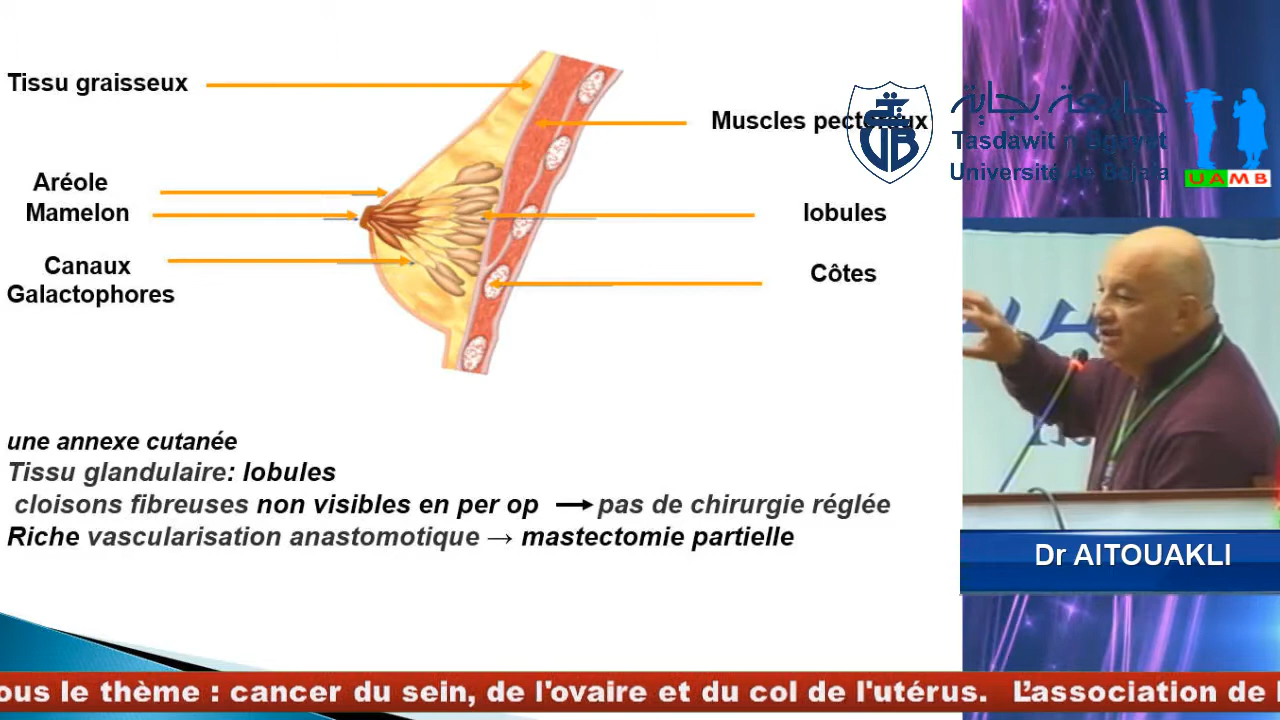 Tissu graisseux
Muscles pectoraux
Aréole
Mamelon
lobules
Canaux
Galactophores
Côtes
une annexe cutanée
Tissu glandulaire: lobules
cloisons fibreuses non visibles en per op → pas de chirurgie réglée
Riche vascularisation anastomotique → mastectomie partielle
جامعة بجاية
Tasdawit n Bgayet
Université de Béjaïa
UAMB
Dr AITOUAKLI
ous le thème : cancer du sein, de l'ovaire et du col de l'utérus. L'association de l